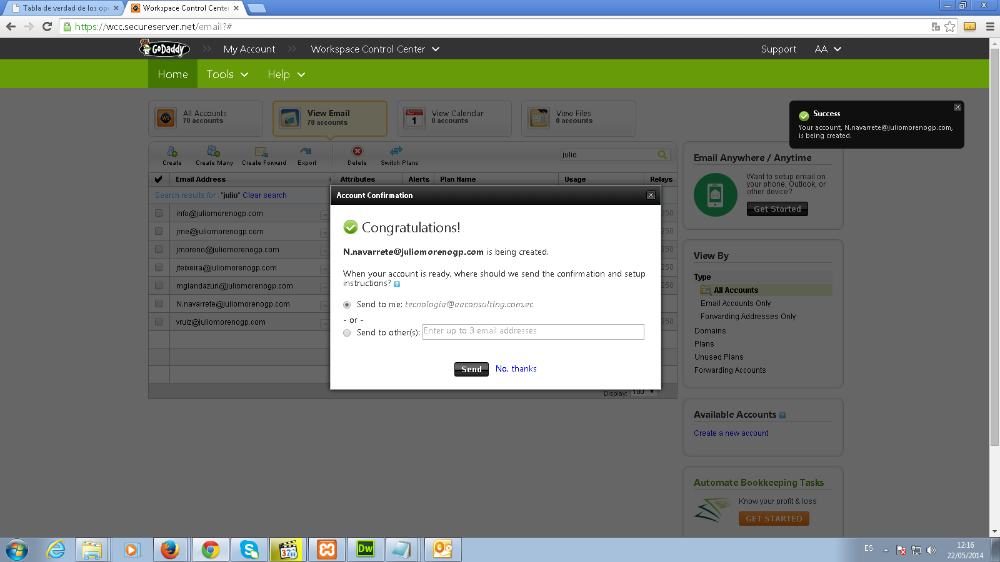 Tabla de verdad de los op
Workspace Control Center
https://wcc.secureserver.net/email?#
GoDaddy
My Account
Workspace Control Center
Support
AA
Home
Tools
Help
All Accounts
70 accounts
View Email
70 accounts
View Calendar
0 accounts
View Files
0 accounts
Success
Your account, N.navarrete@juliomorenogp.com,
is being created.
Create
Create Many
Create Forward
Export
Delete
Switch Plans
julio
Email Address
Attributes
Alerts
Plan Name
Usage
Relays
Search results for : "julio" Clear search
info@juliomorenogp.com
250
jme@juliomorenogp.com
250
jmoreno@juliomorenogp.com
250
jteixeira@juliomorenogp.com
250
mglandazuri@juliomorenogp.com
250
N.navarrete@juliomorenogp.com
vruiz@juliomorenogp.com
250
Display: 100
Account Confirmation
Congratulations!
N.navarrete@juliomorenogp.com is being created.
When your account is ready, where should we send the confirmation and setup
instructions? ?
Send to me: tecnologia@aaconsulting.com.ec
- or -
Send to other(s): Enter up to 3 email addresses
Send
No, thanks
Email Anywhere / Anytime
Want to setup email on
your phone, Outlook, or
other device?
Get Started
View By
Type
All Accounts
Email Accounts Only
Forwarding Addresses Only
Domains
Plans
Unused Plans
Forwarding Accounts
Available Accounts ?
Create a new account
Automate Bookkeeping Tasks
Know your profit & loss
GET STARTED
Dw
ES
12:16
22/05/2014